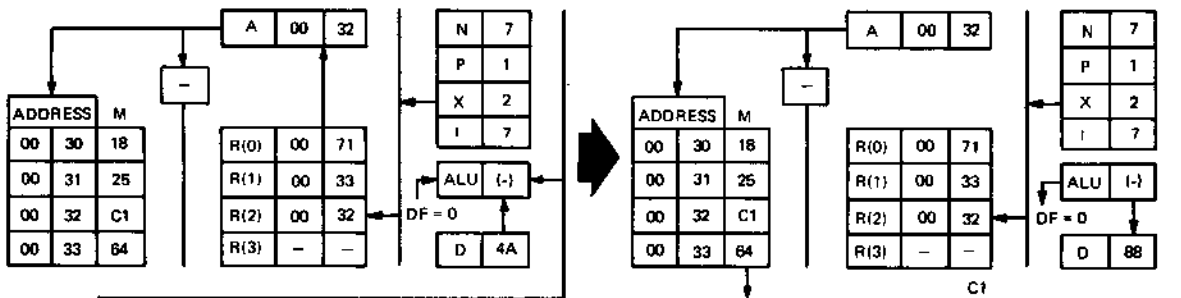 A 00 32
N 7
P 1
X 2
I 7
ADDRESS M
00 30 18
00 31 25
00 32 C1
00 33 64
–
R(0) 00 71
R(1) 00 33
R(2) 00 32
R(3) – –
ALU (-)
DF = 0
D 4A
A 00 32
N 7
P 1
X 2
I 7
ADDRESS M
00 30 18
00 31 25
00 32 C1
00 33 64
–
R(0) 00 71
R(1) 00 33
R(2) 00 32
R(3) – –
ALU (-)
DF = 0
D 88
C1